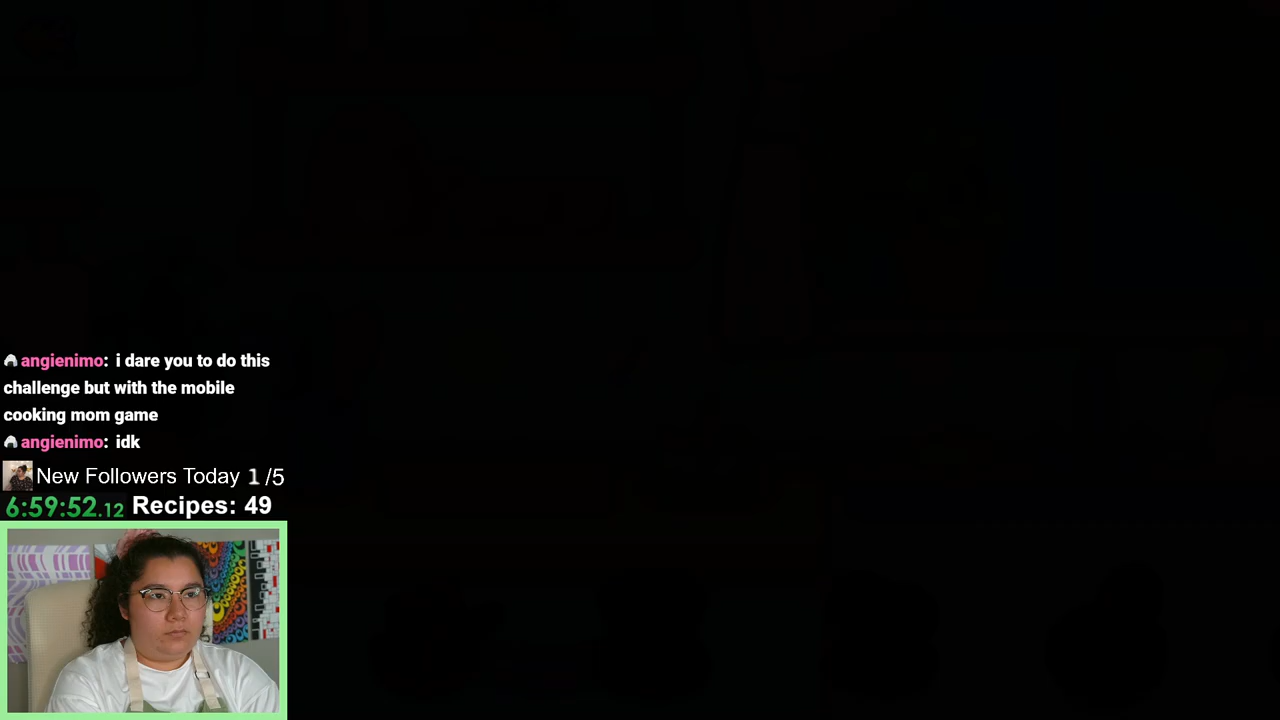 angienimo: i dare you to do this
challenge but with the mobile
cooking mom game
angienimo: idk
New Followers Today 1 /5
6:59:52.12 Recipes: 49